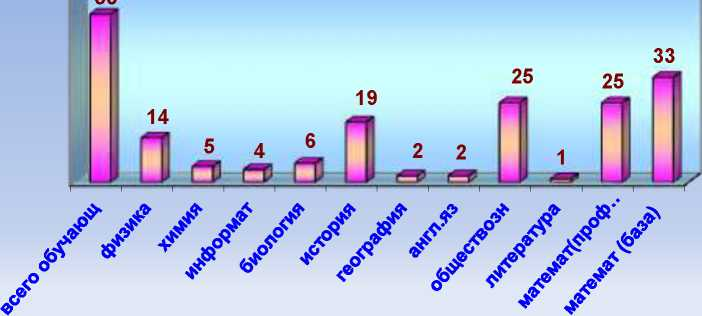 14
5
4
6
19
2
2
25
1
25
33
всего обучающ
физика
химия
информат
биология
история
география
англ.яз
обществозн
литература
математ(проф..
математ (база)